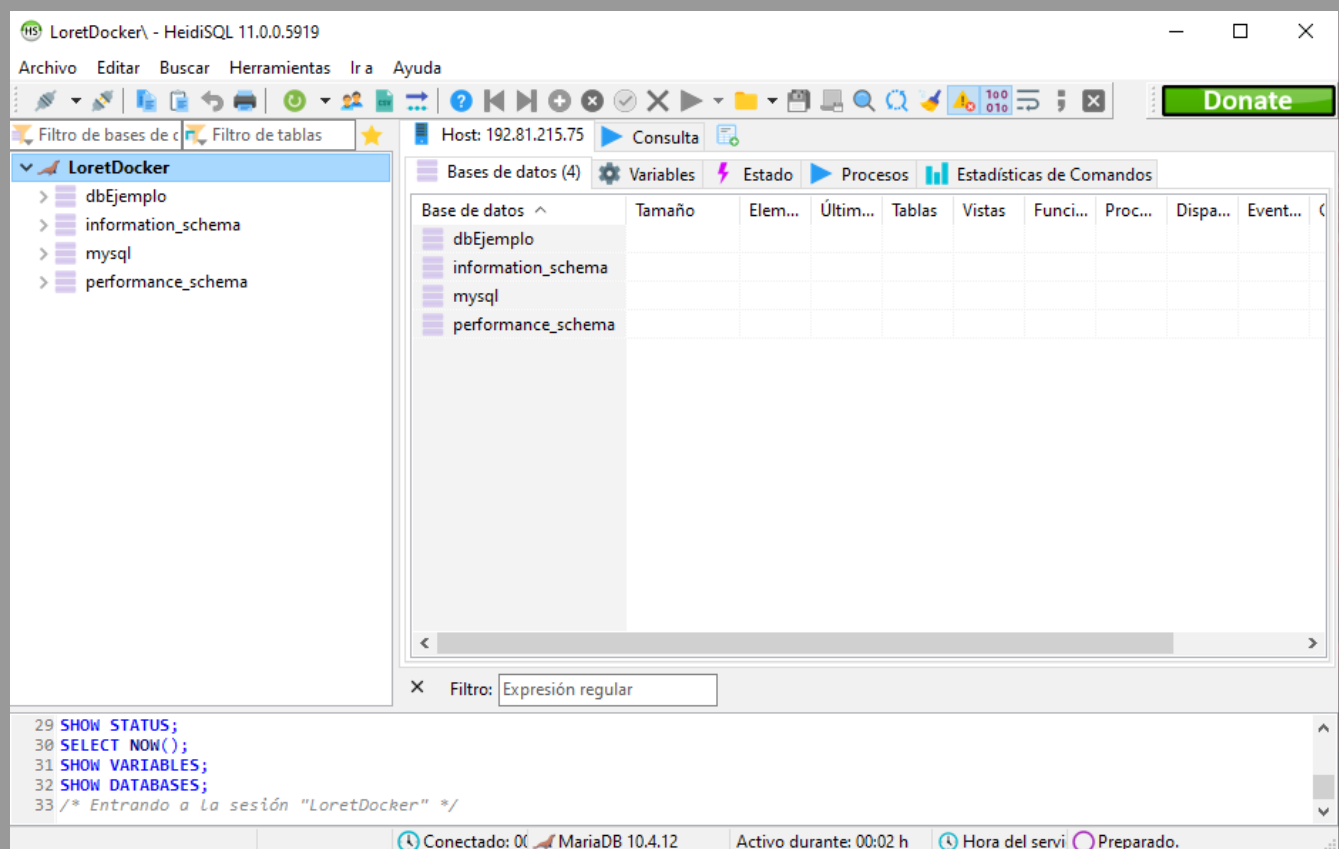 LoretDocker\ - HeidiSQL 11.0.0.5919
Archivo Editar Buscar Herramientas Ir a Ayuda
100
010
Donate
Filtro de bases de c Filtro de tablas
Host: 192.81.215.75 Consulta
LoretDocker
dbEjemplo
information_schema
mysql
performance_schema
Bases de datos (4) Variables Estado Procesos Estadísticas de Comandos
Base de datos Tamaño Elem... Últim... Tablas Vistas Funci... Proc... Dispa... Event...
dbEjemplo
information_schema
mysql
performance_schema
Filtro: Expresión regular
29 SHOW STATUS;
30 SELECT NOW();
31 SHOW VARIABLES;
32 SHOW DATABASES;
33 /* Entrando a la sesión "LoretDocker" */
Conectado: 00 MariaDB 10.4.12 Activo durante: 00:02 h Hora del servi Preparado.